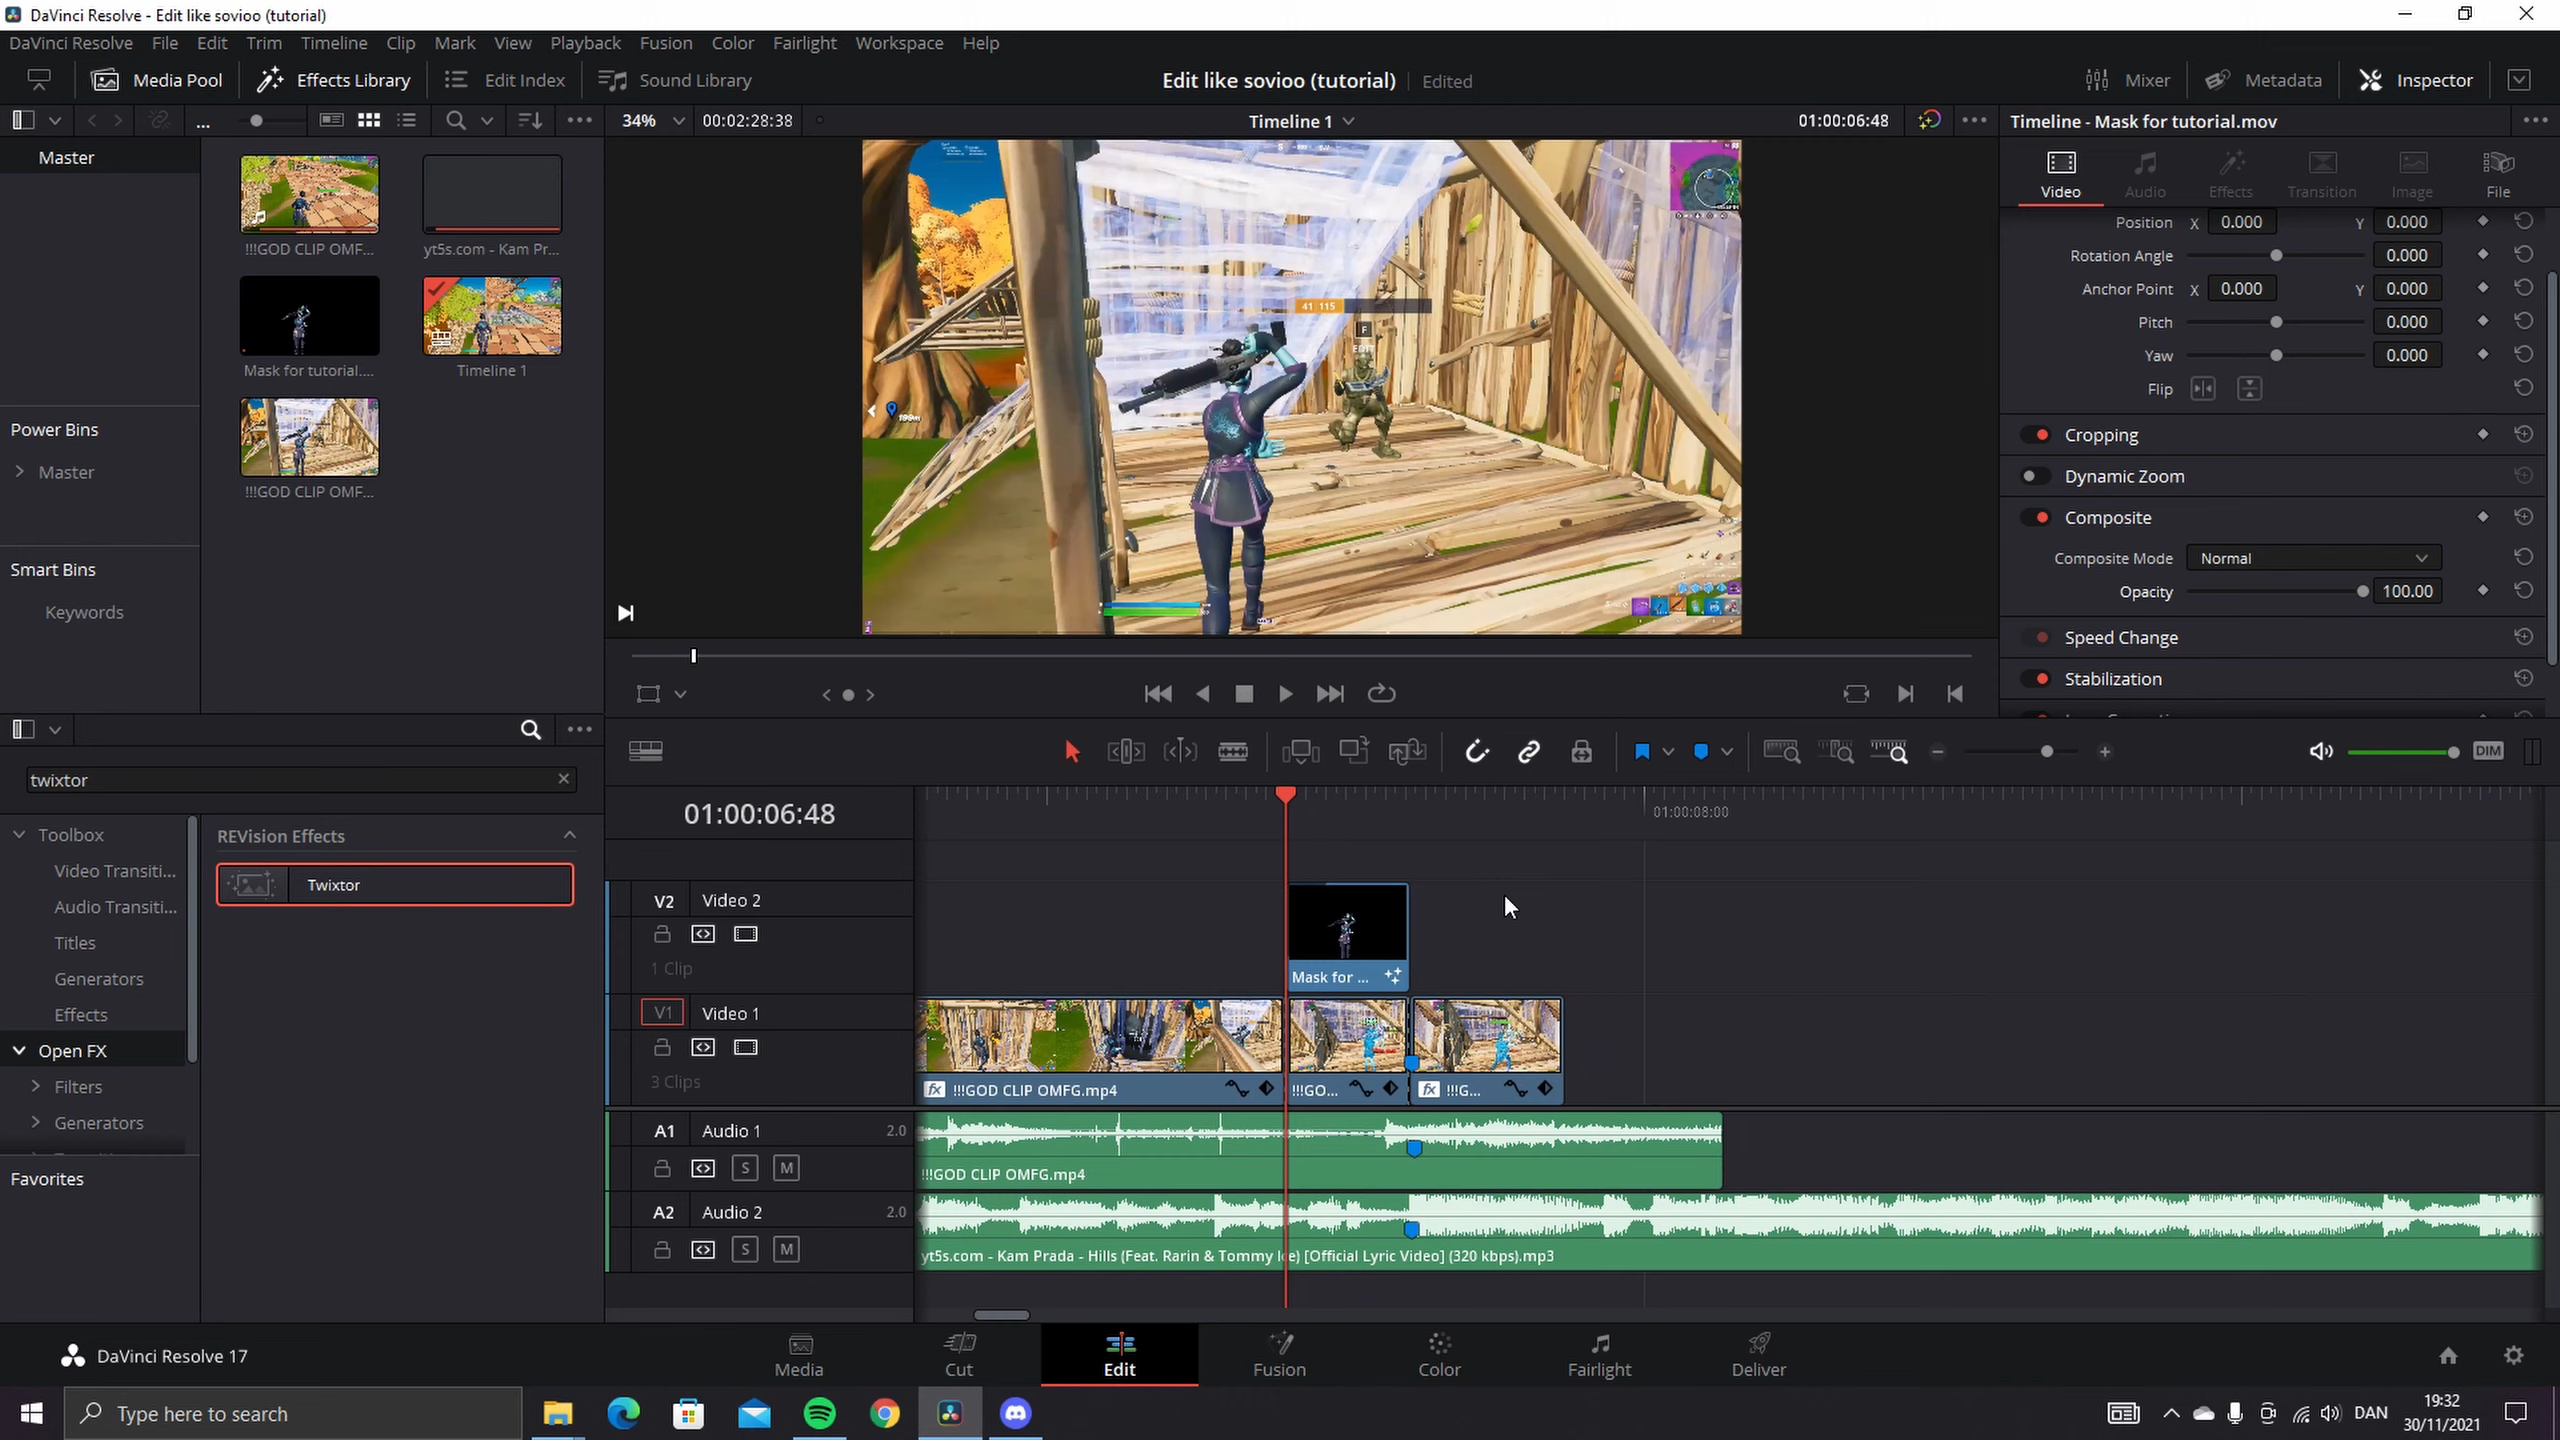 DaVinci Resolve - Edit like sovioo (tutorial)
DaVinci Resolve File Edit Trim Timeline Clip Mark View Playback Fusion Color Fairlight Workspace Help
Media Pool Effects Library Edit Index Sound Library Edit like sovioo (tutorial) Edited Mixer Metadata Inspector
... 34% 00:02:28:38 Timeline 1 01:00:06:48 Timeline - Mask for tutorial.mov
Master
Video Audio Effects Transition Image File
!!!GOD CLIP OMF... yt5s.com - Kam Pr...
Position X 0.000 Y 0.000
Rotation Angle 0.000
Anchor Point X 0.000 Y 0.000
41 115
F
EDIT
Pitch 0.000
Yaw 0.000
Mask for tutorial.... Timeline 1
Flip
Power Bins
Cropping
Master
Dynamic Zoom
!!!GOD CLIP OMF...
Composite
Smart Bins
Composite Mode Normal
Keywords
Opacity 100.00
Speed Change
Stabilization
DIM
twixtor
01:00:06:48 01:00:08:00
Toolbox REVision Effects
Video Transiti... Twixtor
Audio Transiti...
Titles
Generators
Effects
Open FX
Filters
Generators
Favorites
V2 Video 2
1 Clip Mask for ...
V1 Video 1
3 Clips fx !!!GOD CLIP OMFG.mp4 !!!GO... fx !!!G...
A1 Audio 1 2.0
S M !!!GOD CLIP OMFG.mp4
A2 Audio 2 2.0
S M yt5s.com - Kam Prada - Hills (Feat. Rarin & Tommy Ice) [Official Lyric Video] (320 kbps).mp3
DaVinci Resolve 17 Media Cut Edit Fusion Color Fairlight Deliver
Type here to search DAN 19:32
30/11/2021